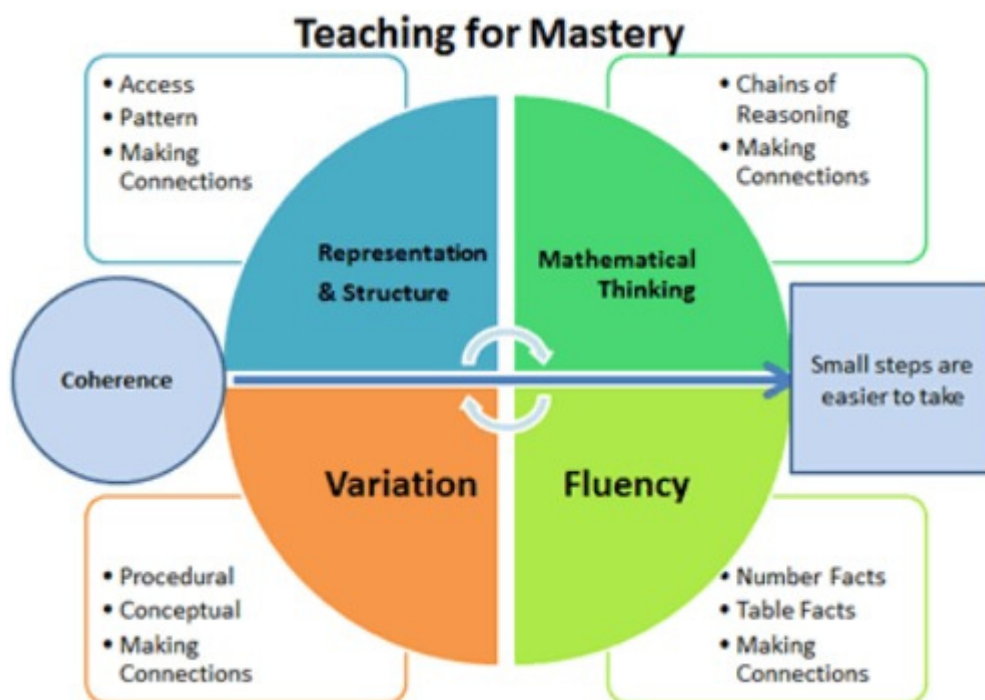 Teaching for Mastery
• Access
• Pattern
• Making
Connections
• Chains of
Reasoning
• Making
Connections
Representation
& Structure
Mathematical
Thinking
Coherence
Small steps are
easier to take
Variation
Fluency
• Procedural
• Conceptual
• Making
Connections
• Number Facts
• Table Facts
• Making
Connections